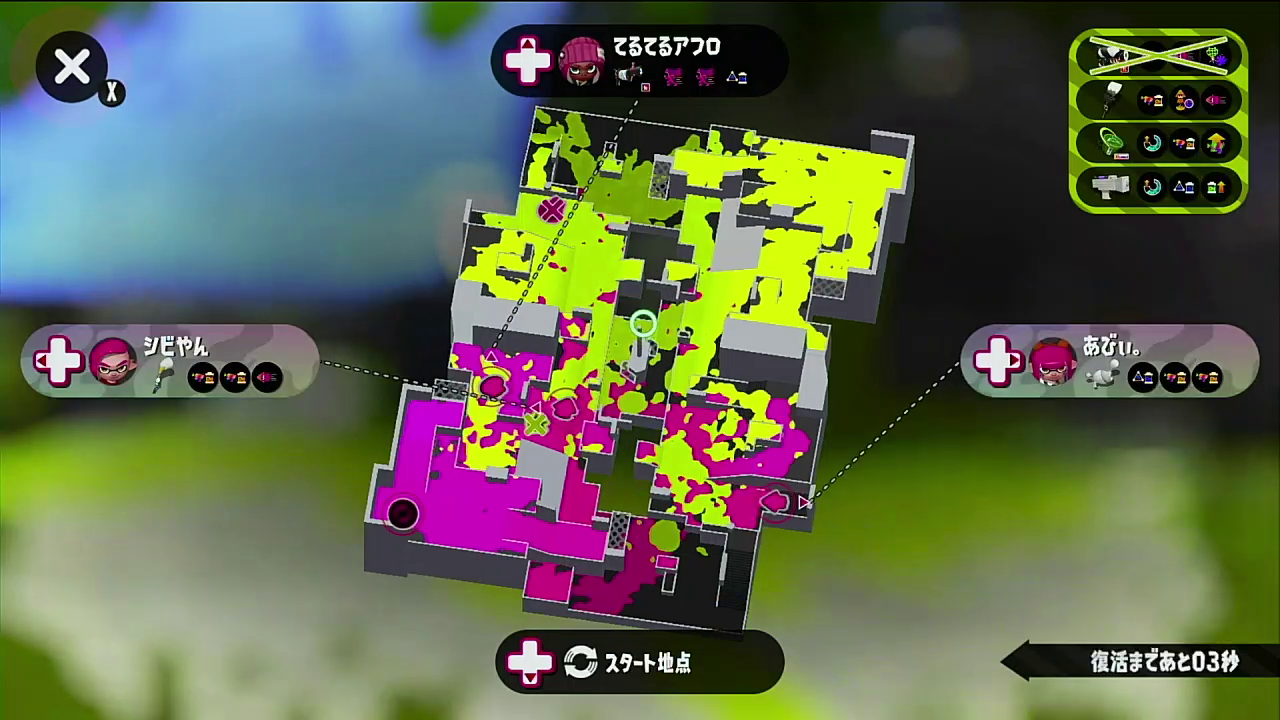 X
てるてるアフロ
シビやん
あびぃ。
スタート地点
復活まであと03秒